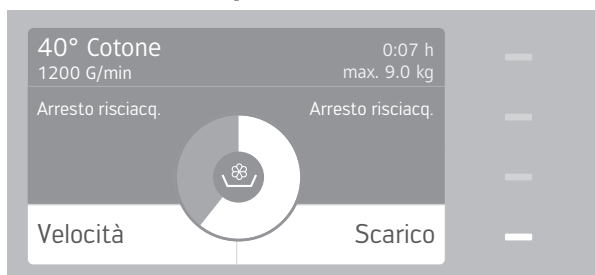 40° Cotone 0:07 h
1200 G/min max. 9.0 kg
Arresto risciacq. Arresto risciacq.
Velocità Scarico